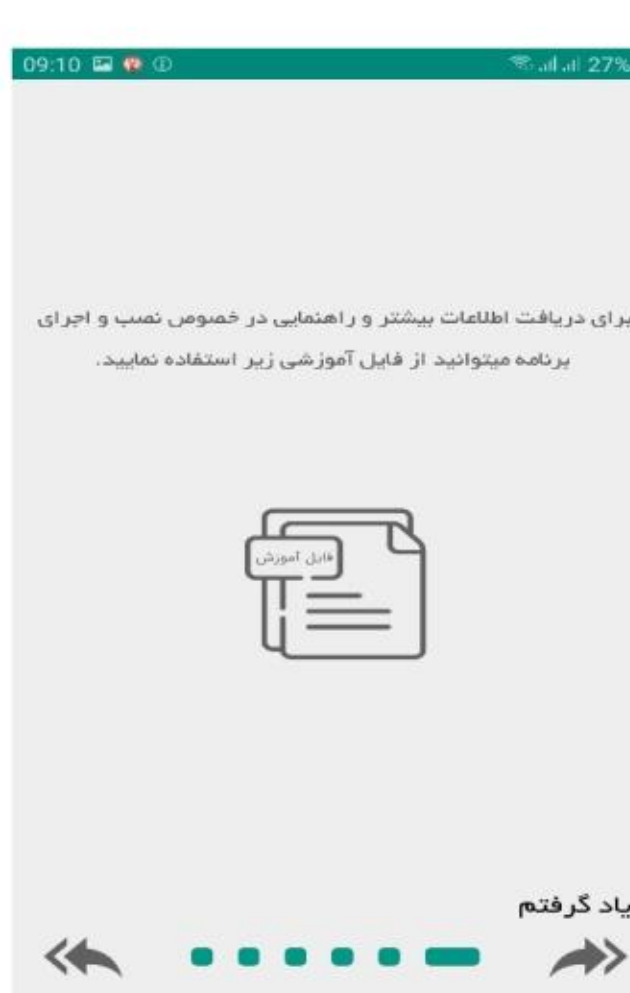 09:10 27%
برای دریافت اطلاعات بیشتر و راهنمایی در خصوص نصب و اجرای
برنامه میتوانید از فایل آموزشی زیر استفاده نمایید.
فایل آموزش
یاد گرفتم